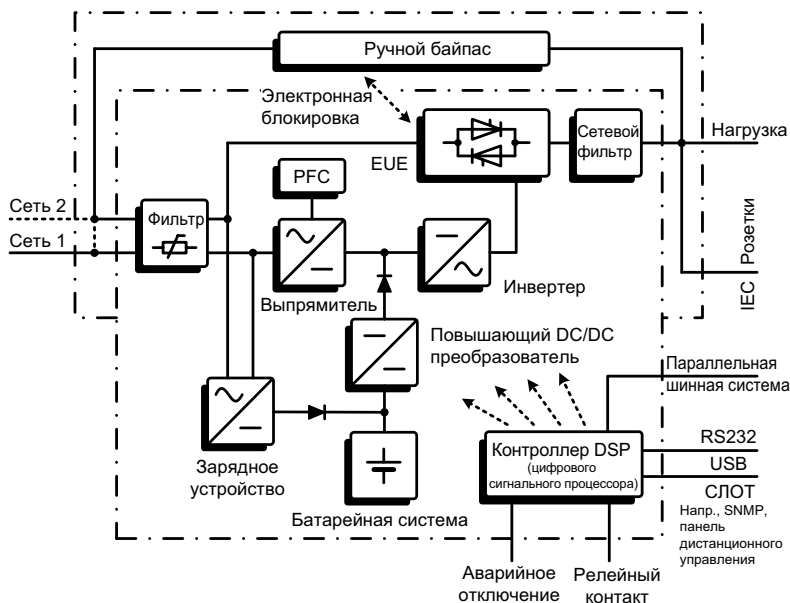 Ручной байпас
Электронная
блокировка
EUE
Сетевой
фильтр
Нагрузка
PFC
Сеть 2
Фильтр
Сеть 1
Розетки
IEC
Выпрямитель
Инвертер
Повышающий DC/DC
преобразователь
Параллельная
шинная система
Контроллер DSP
(цифрового
сигнального процессора)
RS232
USB
СЛОТ
Напр., SNMP,
панель
дистанционного
управления
Зарядное
устройство
Батарейная система
Аварийное
отключение
Релейный
контакт